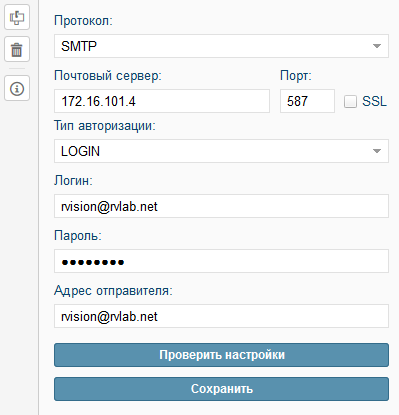 Протокол:
SMTP
Почтовый сервер: Порт:
172.16.101.4 587 SSL
Тип авторизации:
LOGIN
Логин:
rvision@rvlab.net
Пароль:
●●●●●●●●
Адрес отправителя:
rvision@rvlab.net
Проверить настройки
Сохранить